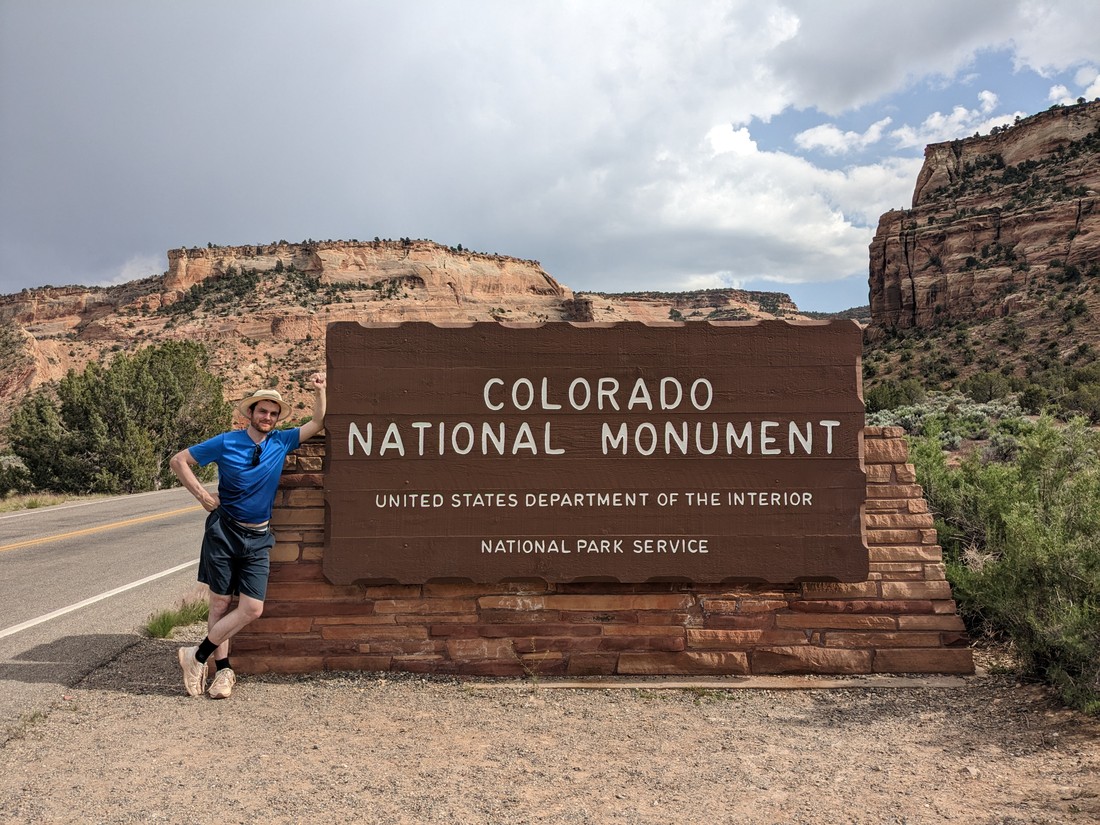 COLORADO
NATIONAL MONUMENT
UNITED STATES DEPARTMENT OF THE INTERIOR
NATIONAL PARK SERVICE